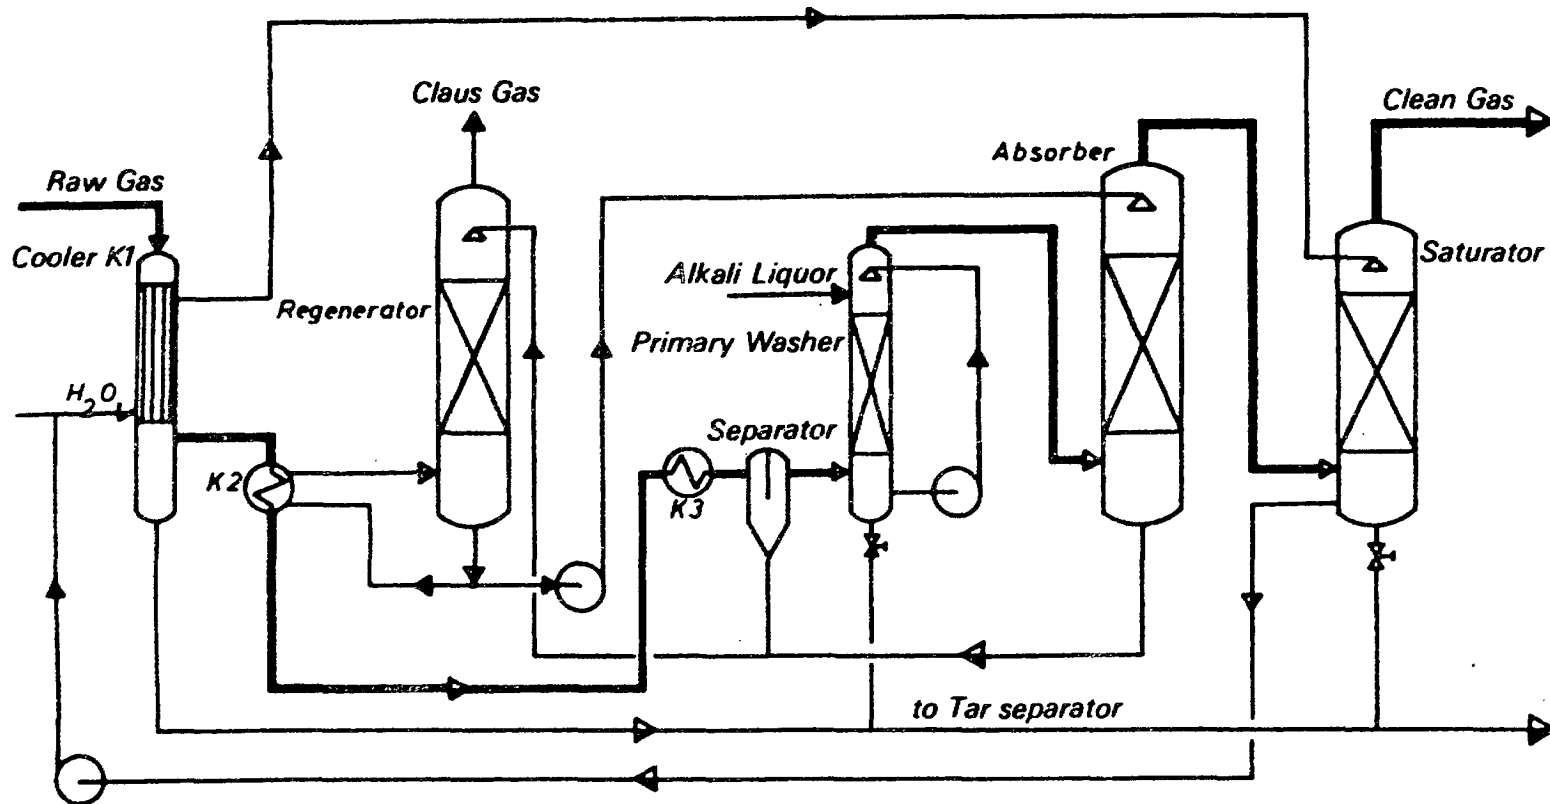 Claus Gas
Clean Gas
Absorber
Raw Gas
Cooler K1
Saturator
Alkali Liquor
Regenerator
Primary Washer
H2O
Separator
K2
K3
to Tar separator